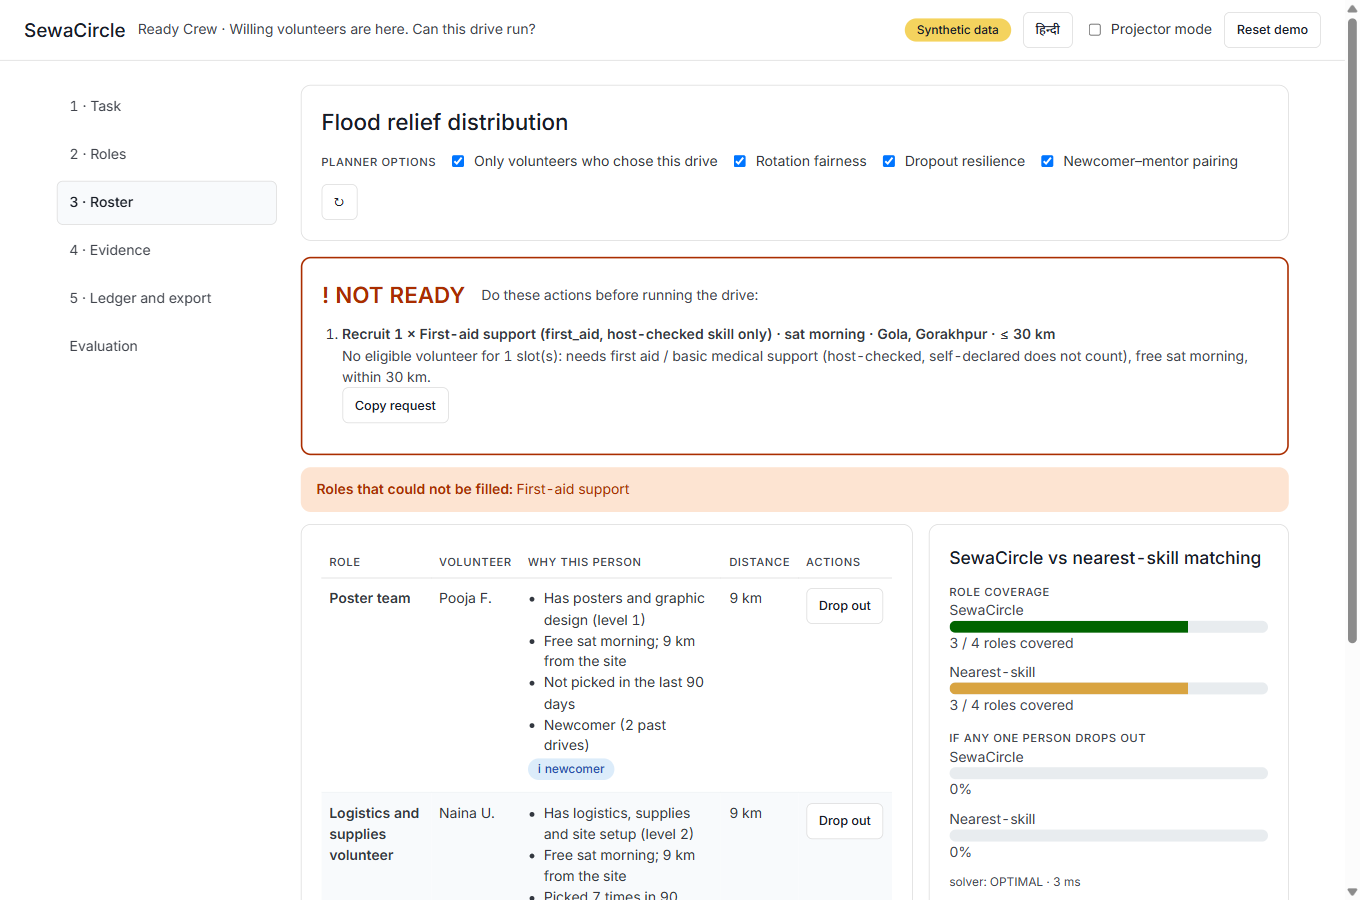 SewaCircle
Ready Crew · Willing volunteers are here. Can this drive run?
Synthetic data
हिन्दी
Projector mode
Reset demo
1 · Task
2 · Roles
3 · Roster
4 · Evidence
5 · Ledger and export
Evaluation
Flood relief distribution
PLANNER OPTIONS
Only volunteers who chose this drive
Rotation fairness
Dropout resilience
Newcomer–mentor pairing
↻
! NOT READY
Do these actions before running the drive:
1. Recruit 1 × First-aid support (first_aid, host-checked skill only) · sat morning · Gola, Gorakhpur · ≤ 30 km
No eligible volunteer for 1 slot(s): needs first aid / basic medical support (host-checked, self-declared does not count), free sat morning,
within 30 km.
Copy request
Roles that could not be filled: First-aid support
ROLE VOLUNTEER WHY THIS PERSON DISTANCE ACTIONS
Poster team
Pooja F.
• Has posters and graphic
design (level 1)
• Free sat morning; 9 km
from the site
• Not picked in the last 90
days
• Newcomer (2 past
drives)
i newcomer
9 km
Drop out
Logistics and
supplies
volunteer
Naina U.
• Has logistics, supplies
and site setup (level 2)
• Free sat morning; 9 km
from the site
• Picked 7 times in 90
9 km
Drop out
SewaCircle vs nearest-skill matching
ROLE COVERAGE
SewaCircle
3 / 4 roles covered
Nearest-skill
3 / 4 roles covered
IF ANY ONE PERSON DROPS OUT
SewaCircle
0%
Nearest-skill
0%
solver: OPTIMAL · 3 ms